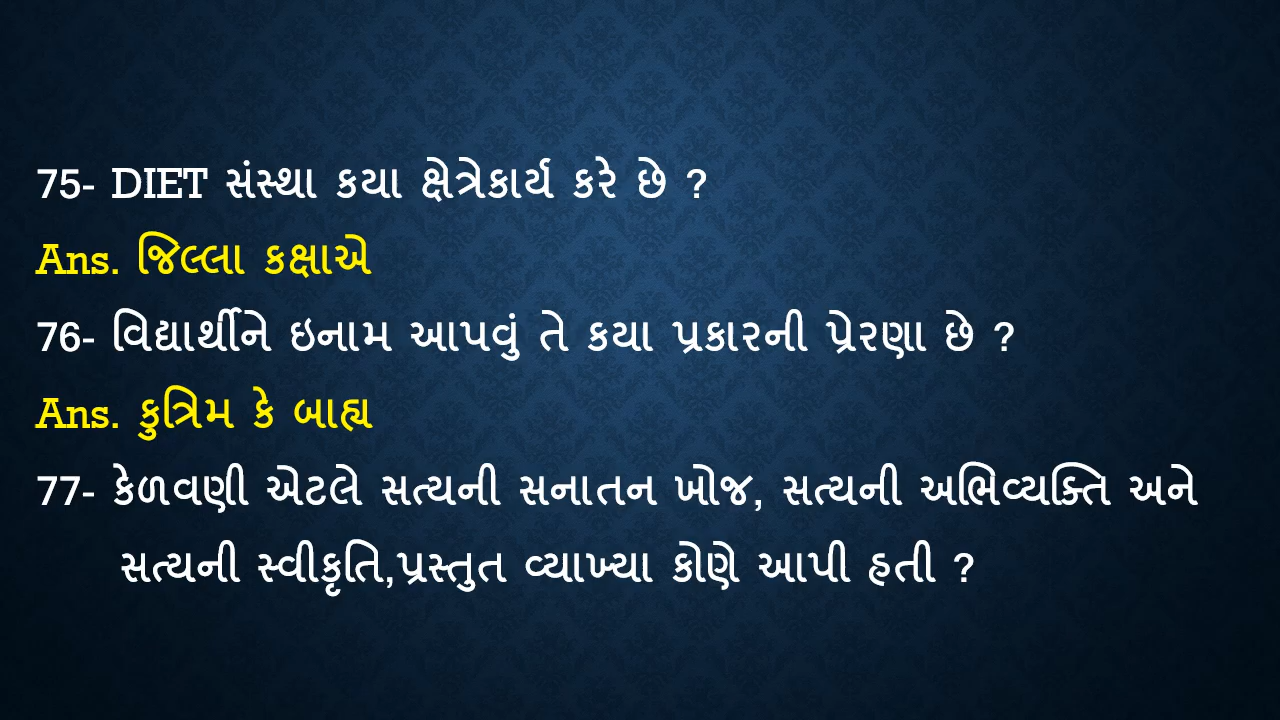 75- DIET સંસ્થા કયા ક્ષેત્રેકાર્ય કરે છે ?
Ans. જિલ્લા કક્ષાએ
76- વિદ્યાર્થીને ઇનામ આપવું તે કયા પ્રકારની પ્રેરણા છે ?
Ans. કુત્રિમ કે બાહ્ય
77- કેળવણી એટલે સત્યની સનાતન ખોજ, સત્યની અભિવ્યક્તિ અને
સત્યની સ્વીકૃતિ,પ્રસ્તુત વ્યાખ્યા કોણે આપી હતી ?